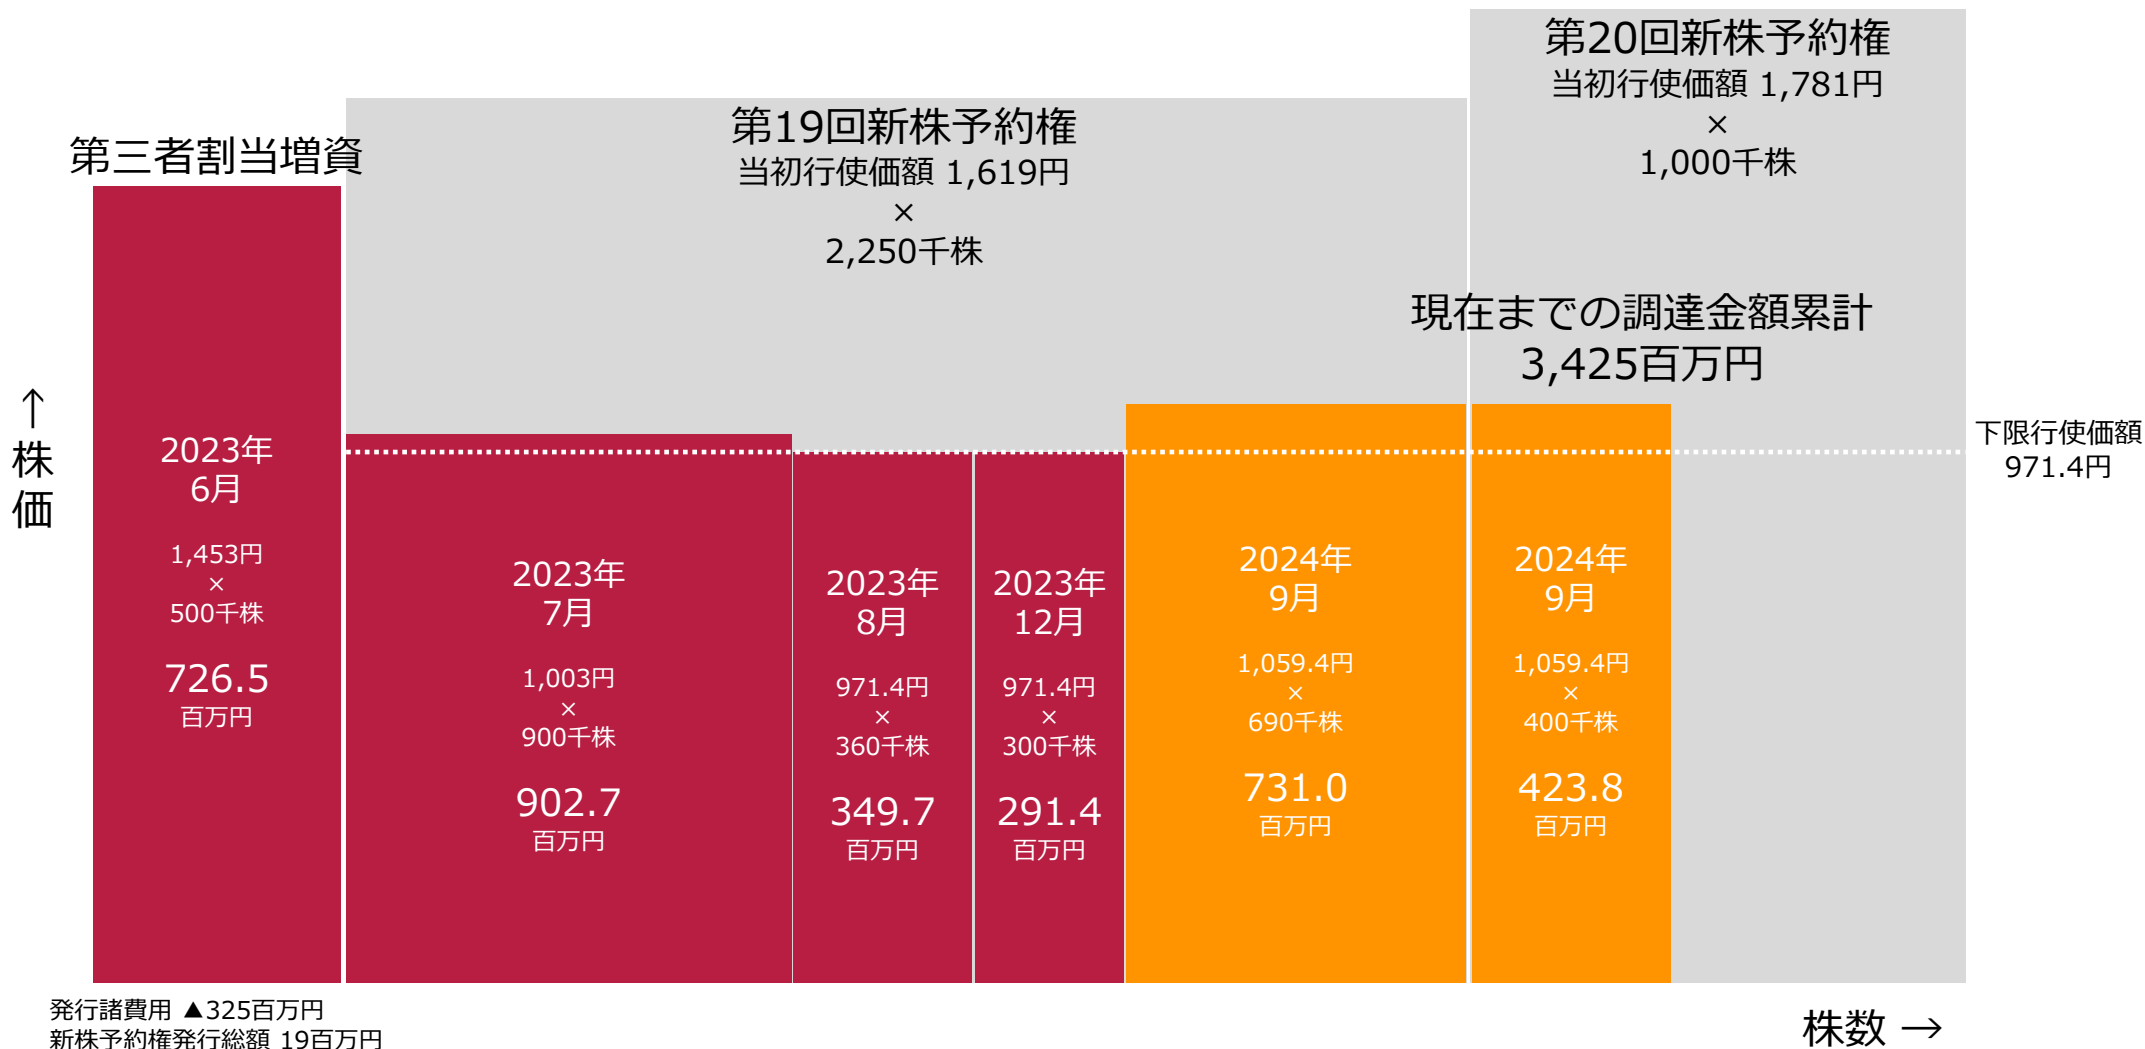 第三者割当増資
第19回新株予約権
当初行使価額 1,619円
×
2,250千株
第20回新株予約権
当初行使価額 1,781円
×
1,000千株
現在までの調達金額累計
3,425百万円
↑
株
価
下限行使価額
971.4円
2023年
6月
1,453円
×
500千株
726.5
百万円
2023年
7月
1,003円
×
900千株
902.7
百万円
2023年
8月
971.4円
×
360千株
349.7
百万円
2023年
12月
971.4円
×
300千株
291.4
百万円
2024年
9月
1,059.4円
×
690千株
731.0
百万円
2024年
9月
1,059.4円
×
400千株
423.8
百万円
発行諸費用 ▲325百万円
新株予約権発行総額 19百万円
株数 →